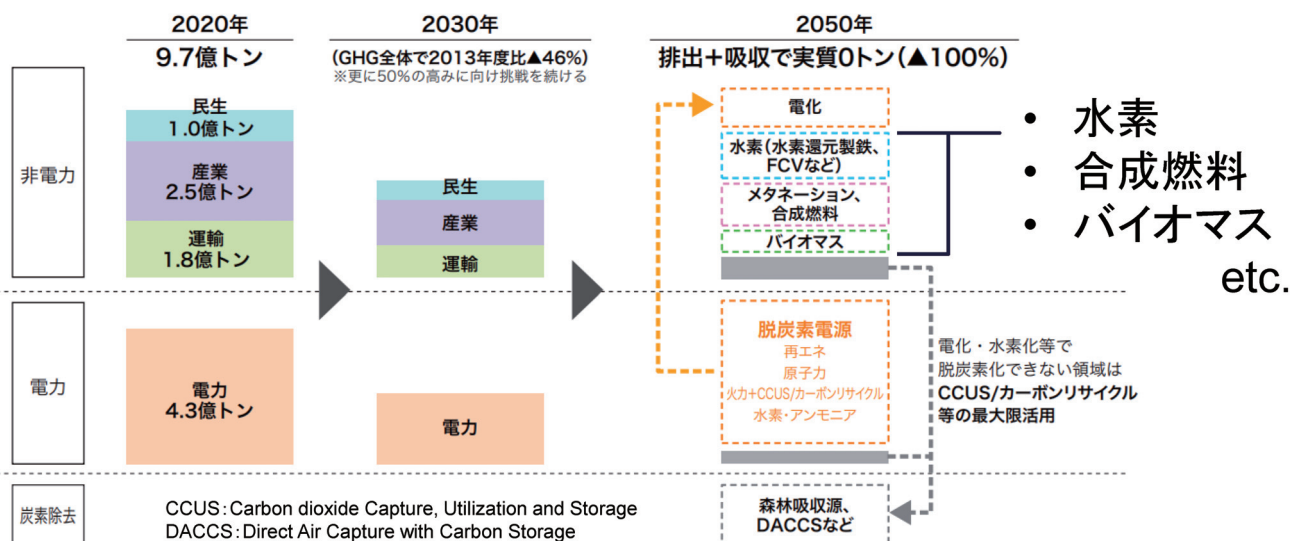 2020年
9.7億トン
2030年
(GHG全体で2013年度比▲46%)
※更に50%の高みに向け挑戦を続ける
2050年
排出+吸収で実質0トン(▲100%)
非電力
民生
1.0億トン
産業
2.5億トン
運輸
1.8億トン
民生
産業
運輸
電化
水素(水素還元製鉄、
FCVなど)
メタネーション、
合成燃料
バイオマス
• 水素
• 合成燃料
• バイオマス
etc.
電力
電力
4.3億トン
電力
脱炭素電源
再エネ
原子力
火力+CCUS/カーボンリサイクル
水素・アンモニア
電化・水素化等で
脱炭素化できない領域は
CCUS/カーボンリサイクル
等の最大限活用
炭素除去
CCUS:Carbon dioxide Capture, Utilization and Storage
DACCS:Direct Air Capture with Carbon Storage
森林吸収源、
DACCSなど